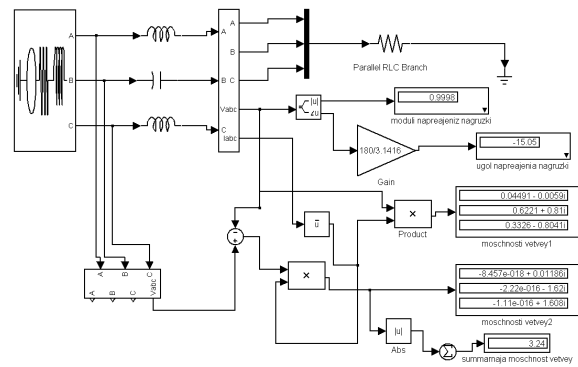 A
B
C
A
A
B
B
C
C
Vabc
Iabc
Parallel RLC Branch
|u|
∠u
0.9998
moduli napreajeniz nagruzki
180/3.1416
Gain
-15.05
ugol napreajenia nagruzki
×
Product
0.04491 - 0.0059i
0.6221 + 0.81i
0.3326 - 0.8041i
moschnosti vetvey1
A
B
C
Vabc
A
B
C
×
-8.457e-018 + 0.01186i
-2.22e-016 - 1.62i
-1.11e-016 + 1.608i
moschnosti vetvey2
|u|
Abs
3.24
summarnaja moschnost vetvey